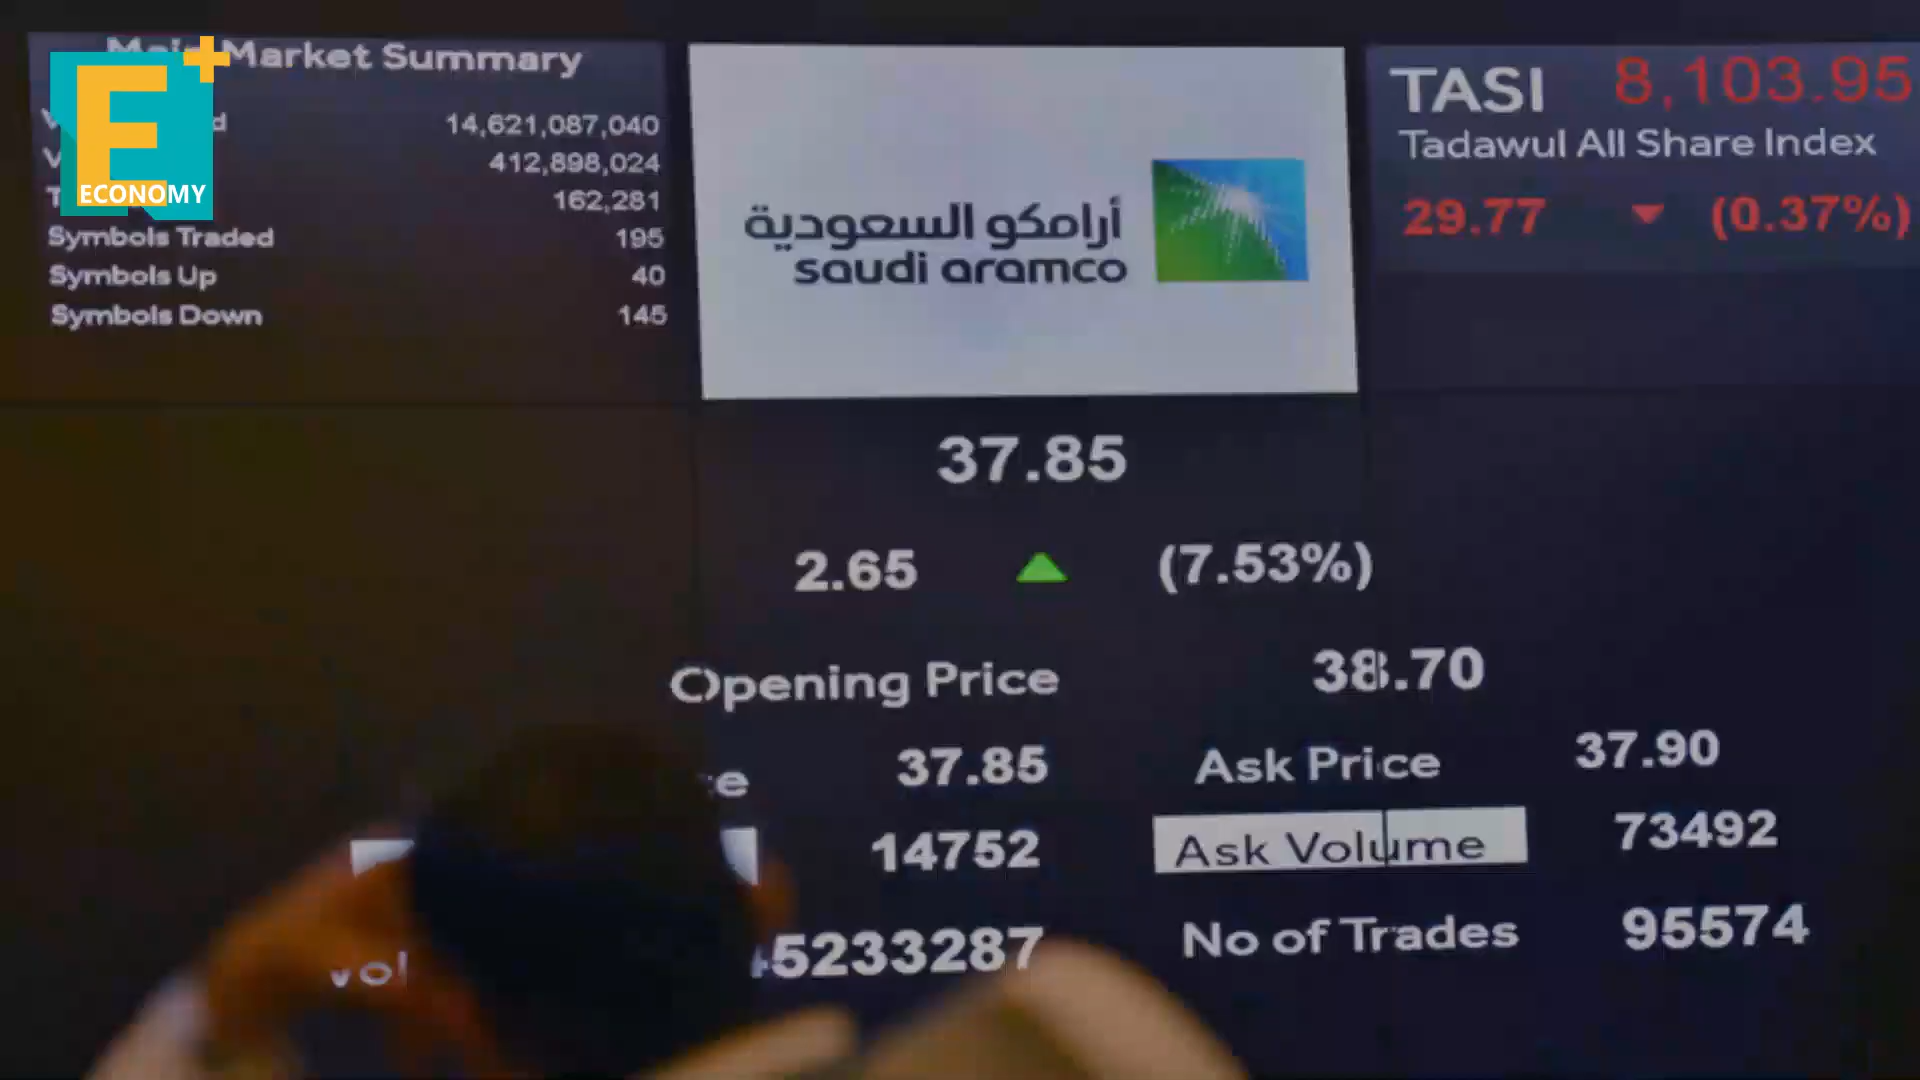 Market Summary
14,621,087,040
412,898,024
162,281
Symbols Traded 195
Symbols Up 40
Symbols Down 145
E+
ECONOMY
أرامكو السعودية
saudi aramco
TASI 8,103.95
Tadawul All Share Index
29.77 (0.37%)
37.85
2.65 (7.53%)
Opening Price 38.70
37.85 Ask Price 37.90
14752 Ask Volume 73492
5233287 No of Trades 95574